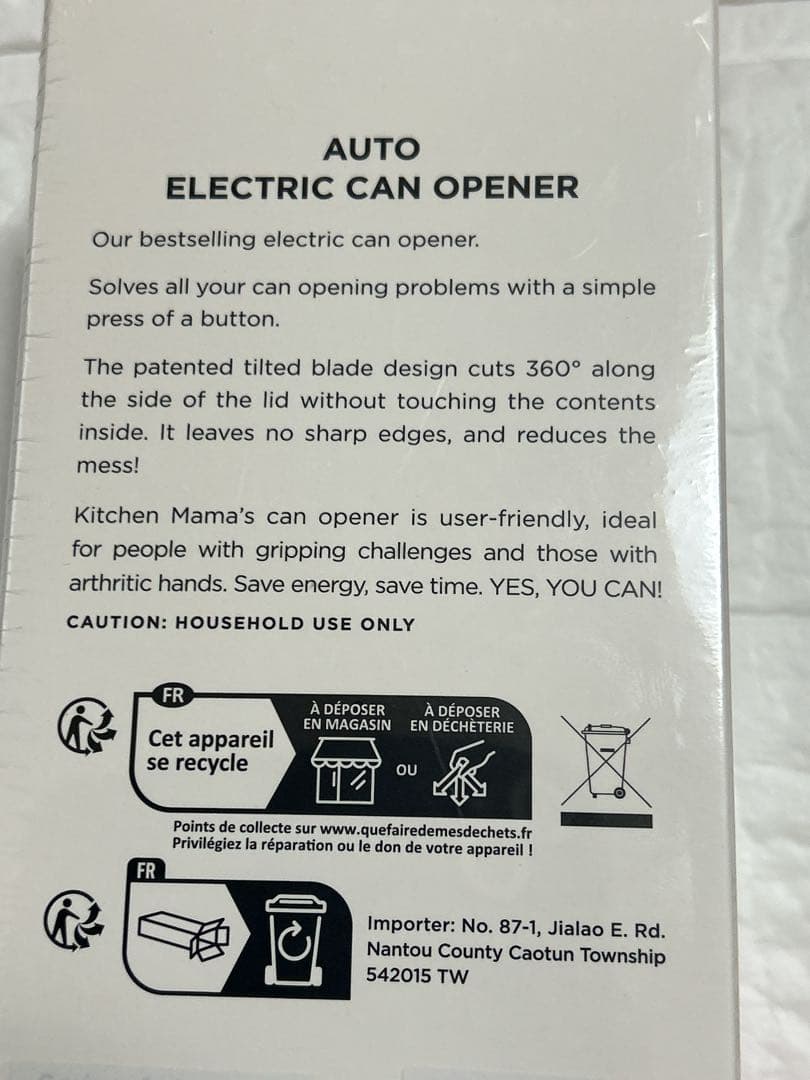 AUTO
ELECTRIC CAN OPENER
Our bestselling electric can opener.
Solves all your can opening problems with a simple
press of a button.
The patented tilted blade design cuts 360° along
the side of the lid without touching the contents
inside. It leaves no sharp edges, and reduces the
mess!
Kitchen Mama's can opener is user-friendly, ideal
for people with gripping challenges and those with
arthritic hands. Save energy, save time. YES, YOU CAN!
CAUTION: HOUSEHOLD USE ONLY
FR
Cet appareil
se recycle
À DÉPOSER
EN MAGASIN
OU
À DÉPOSER
EN DÉCHÈTERIE
Points de collecte sur www.quefairedemesdechets.fr
Privilégiez la réparation ou le don de votre appareil !
FR
Importer: No. 87-1, Jialao E. Rd.
Nantou County Caotun Township
542015 TW